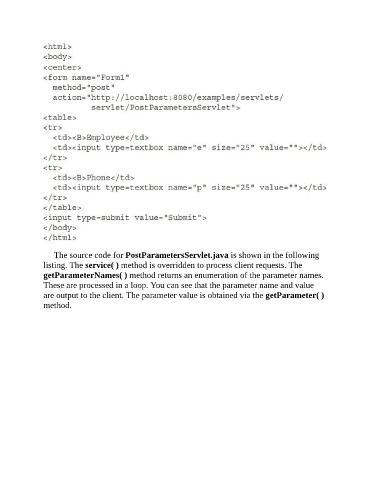 <html>
<body>
<center>
<form name="Form1"
method="post"
action="http://localhost:8080/examples/servlets/
servlet/PostParametersServlet">
<table>
<tr>
<td><B>Employee</td>
<td><input type=textbox name="e" size="25" value=""></td>
</tr>
<tr>
<td><B>Phone</td>
<td><input type=textbox name="p" size="25" value=""></td>
</tr>
</table>
<input type=submit value="Submit">
</body>
</html>
The source code for PostParametersServlet.java is shown in the following
listing. The service( ) method is overridden to process client requests. The
getParameterNames( ) method returns an enumeration of the parameter names.
These are processed in a loop. You can see that the parameter name and value
are output to the client. The parameter value is obtained via the getParameter( )
method.